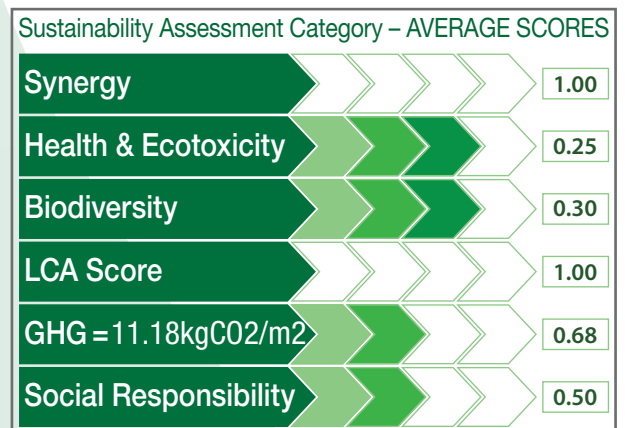 Sustainability Assessment Category – AVERAGE SCORES
Synergy 1.00
Health & Ecotoxicity 0.25
Biodiversity 0.30
LCA Score 1.00
GHG =11.18kgCO2/m2 0.68
Social Responsibility 0.50